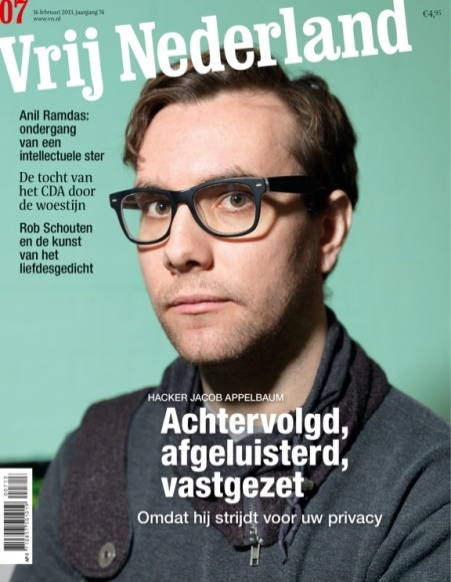 07
16 februari 2013, jaargang 74
www.vn.nl
€4,95
Vrij Nederland
Anil Ramdas:
ondergang
van een
intellectuele ster
De tocht van
het CDA door
de woestijn
Rob Schouten
en de kunst
van het
liefdesgedicht
HACKER JACOB APPELBAUM
Achtervolgd,
afgeluisterd,
vastgezet
Omdat hij strijdt voor uw privacy